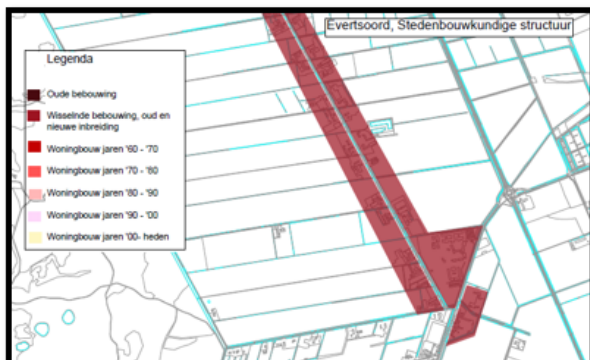 Evertsoord, Stedenbouwkundige structuur
Legenda
Oude bebouwing
Wisselnde bebouwing, oud en
nieuwe inbreiding
Woningbouw jaren '60 - '70
Woningbouw jaren '70 - '80
Woningbouw jaren '80 - '90
Woningbouw jaren '90 - '00
Woningbouw jaren '00- heden